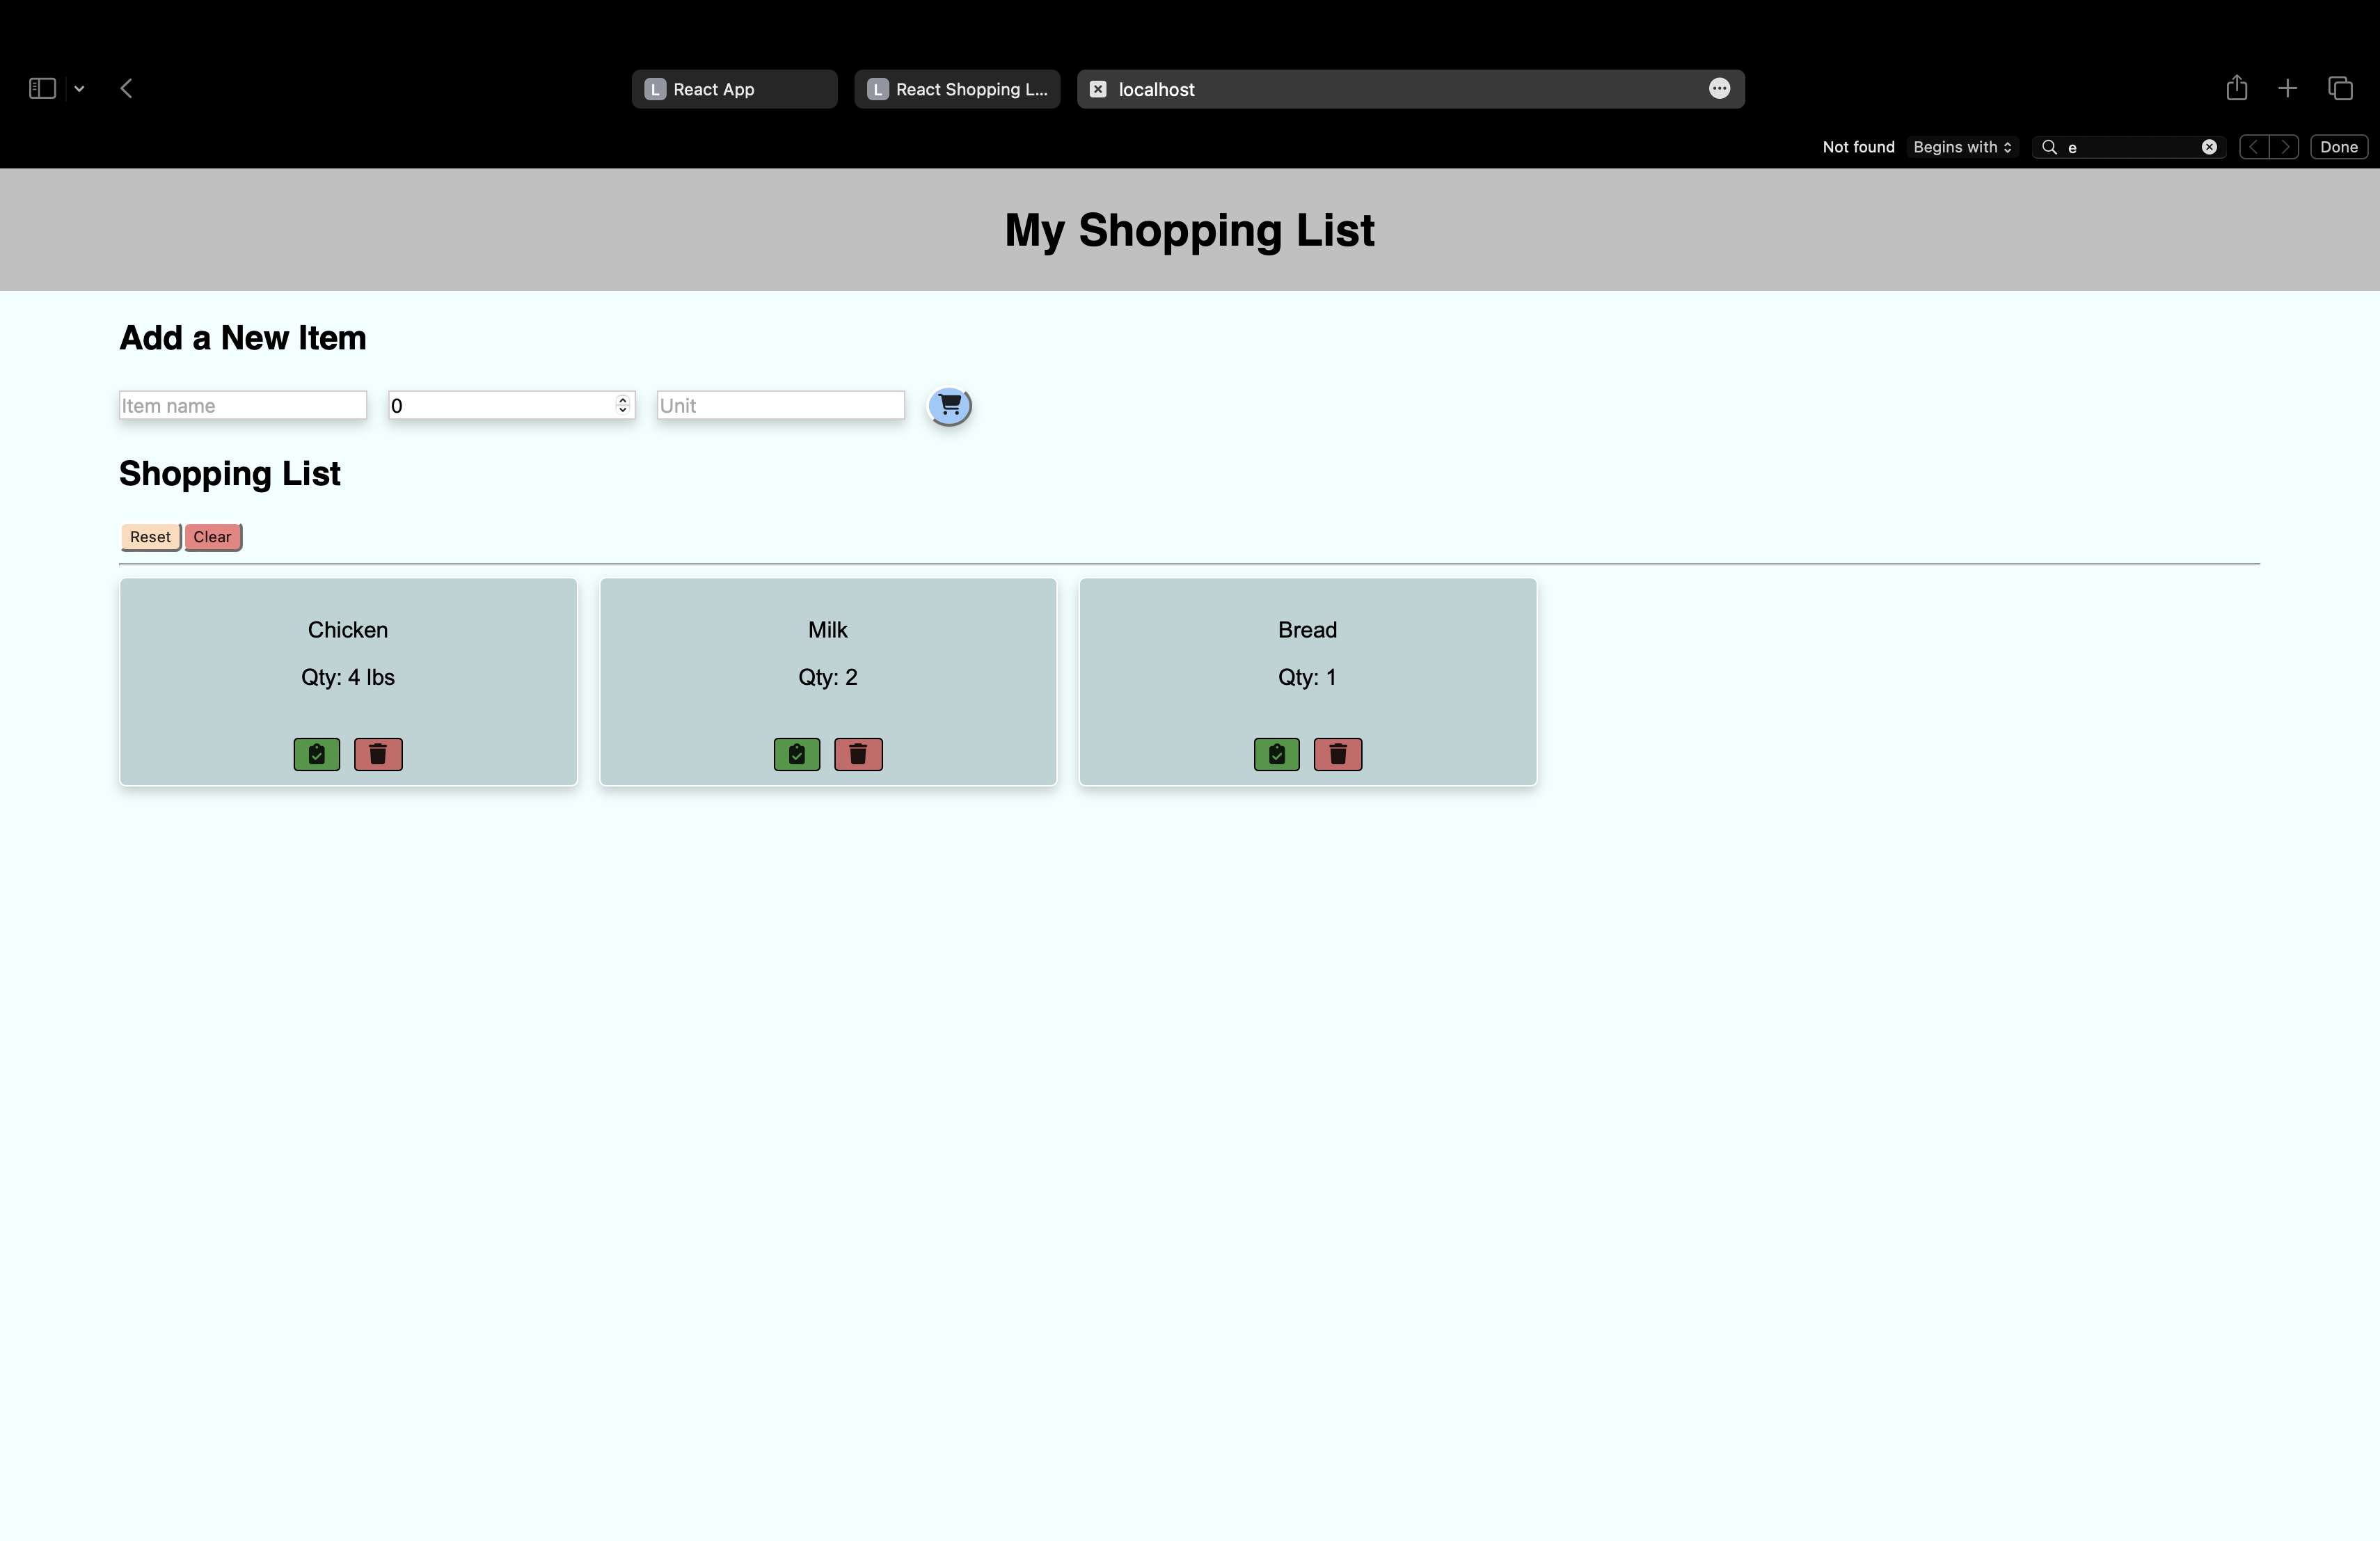 L React App
L React Shopping L...
localhost
Not found Begins with e Done
My Shopping List
Add a New Item
Item name 0 Unit
Shopping List
Reset Clear
Chicken Milk Bread
Qty: 4 lbs Qty: 2 Qty: 1